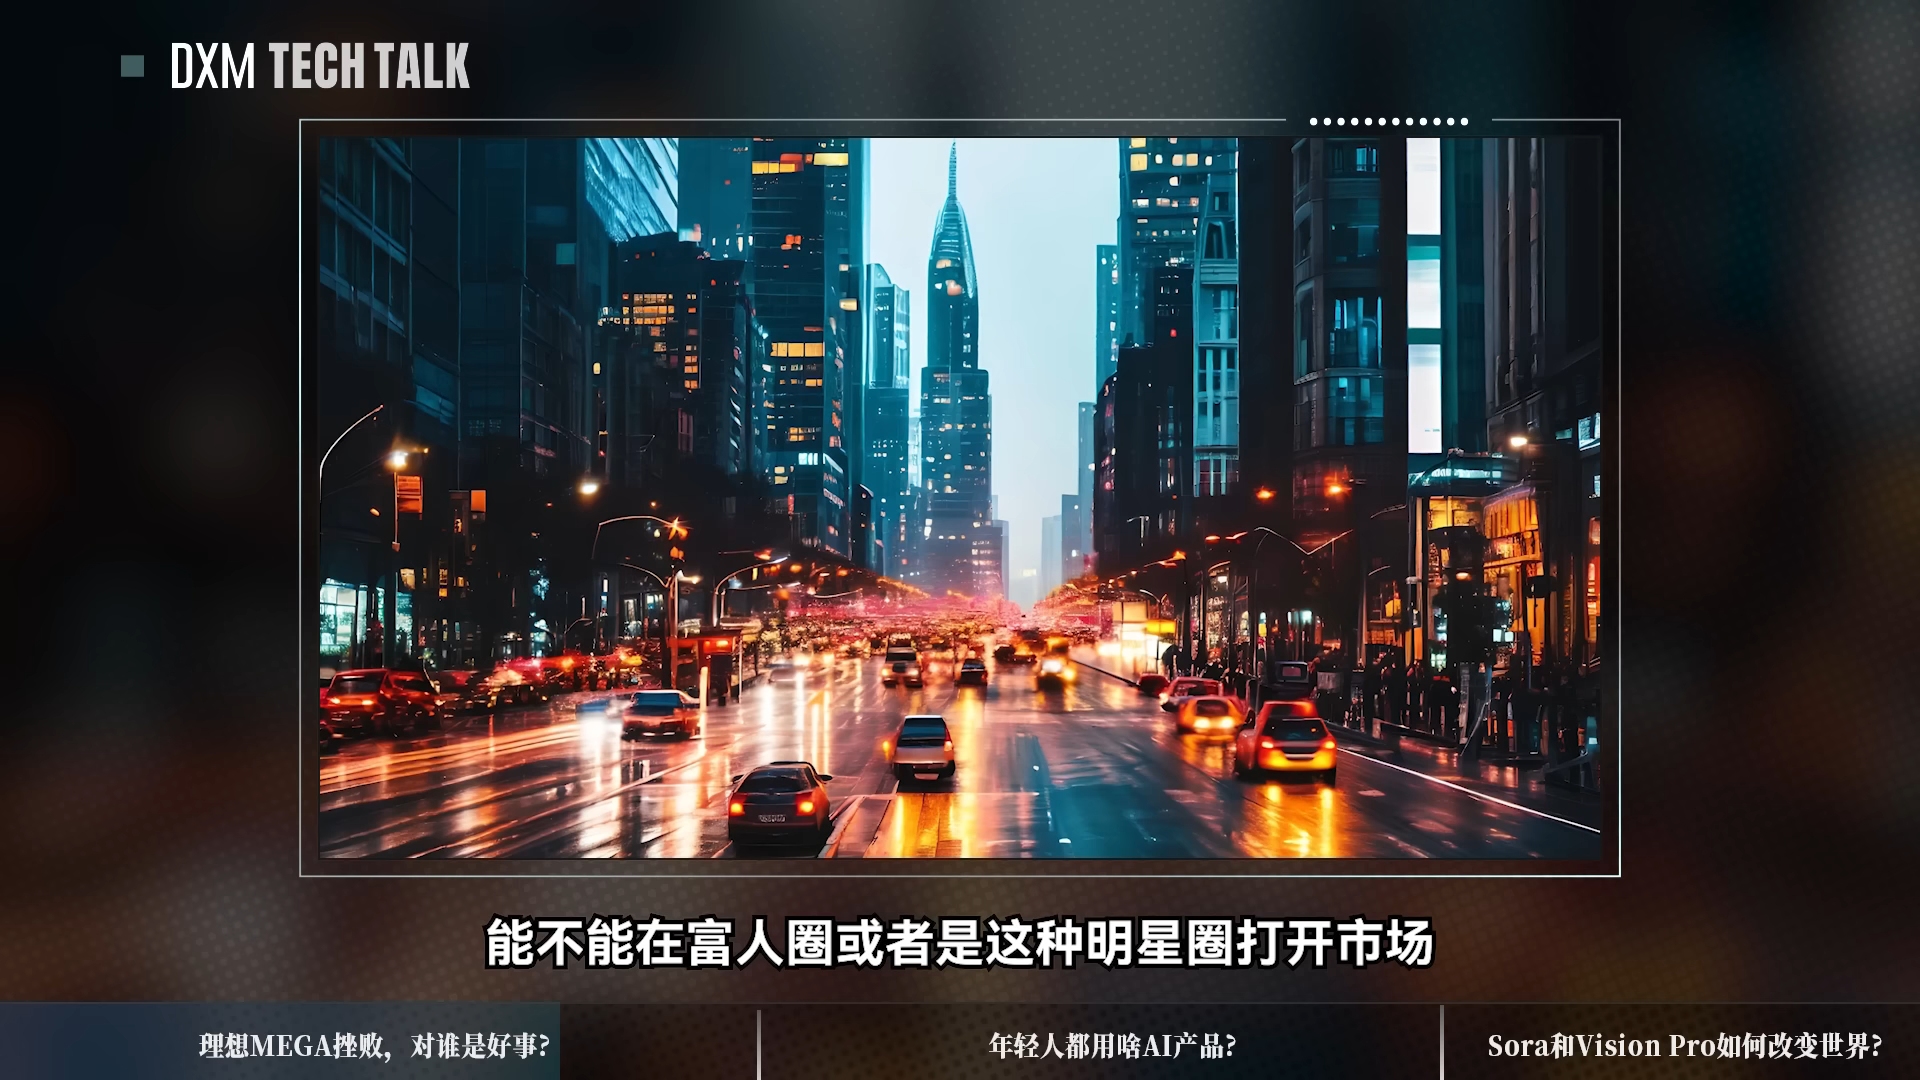 DXM TECH TALK
能不能在富人圈或者是这种明星圈打开市场
理想MEGA挫败，对谁是好事?
年轻人都用啥AI产品?
Sora和Vision Pro如何改变世界?